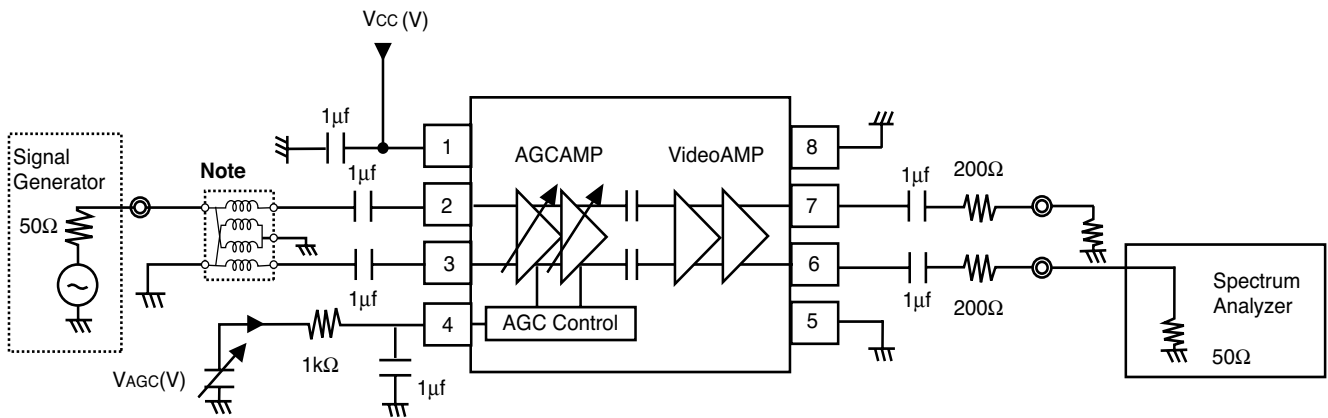 VCC (V)
1µf
Signal
Generator
50Ω
Note
1µf
1µf
1
2
3
4
AGCAMP
VideoAMP
AGC Control
8
7
6
5
1µf
200Ω
1µf
200Ω
Spectrum
Analyzer
50Ω
VAGC(V)
1kΩ
1µf